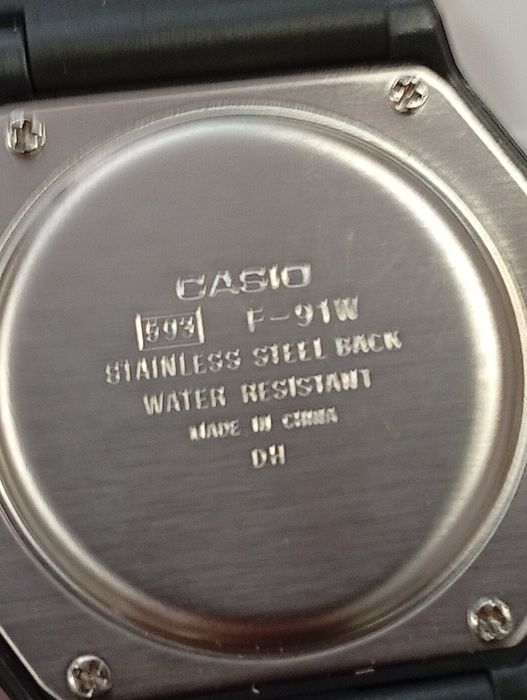 CASIO
593 F-91W
STAINLESS STEEL BACK
WATER RESISTANT
MADE IN CHINA
DH